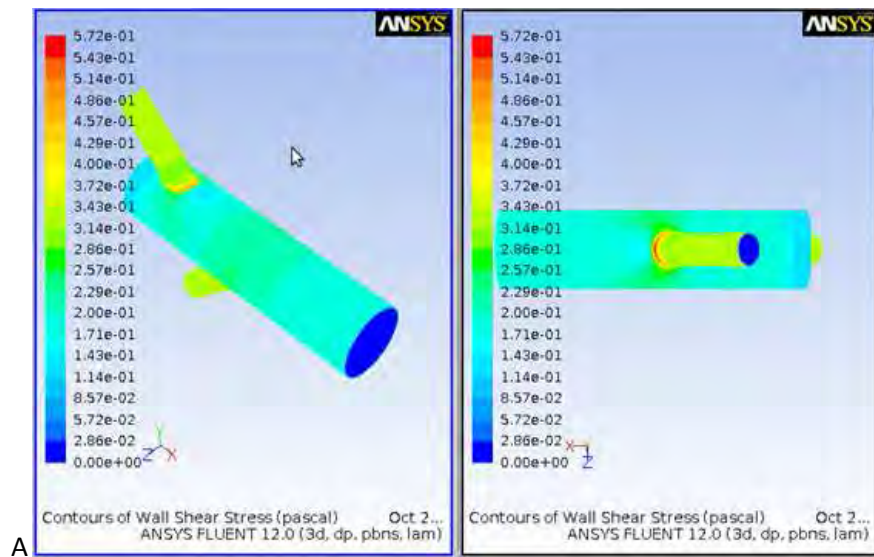 ANSYS
5.72e-01
5.43e-01
5.14e-01
4.86e-01
4.57e-01
4.29e-01
4.00e-01
3.72e-01
3.43e-01
3.14e-01
2.86e-01
2.57e-01
2.29e-01
2.00e-01
1.71e-01
1.43e-01
1.14e-01
8.57e-02
5.72e-02
2.86e-02
0.00e+00
Y
Z
X
Contours of Wall Shear Stress (pascal)
Oct 2...
ANSYS FLUENT 12.0 (3d, dp, pbns, lam)
ANSYS
5.72e-01
5.43e-01
5.14e-01
4.86e-01
4.57e-01
4.29e-01
4.00e-01
3.72e-01
3.43e-01
3.14e-01
2.86e-01
2.57e-01
2.29e-01
2.00e-01
1.71e-01
1.43e-01
1.14e-01
8.57e-02
5.72e-02
2.86e-02
0.00e+00
X
Z
Contours of Wall Shear Stress (pascal)
Oct 2...
ANSYS FLUENT 12.0 (3d, dp, pbns, lam)
A